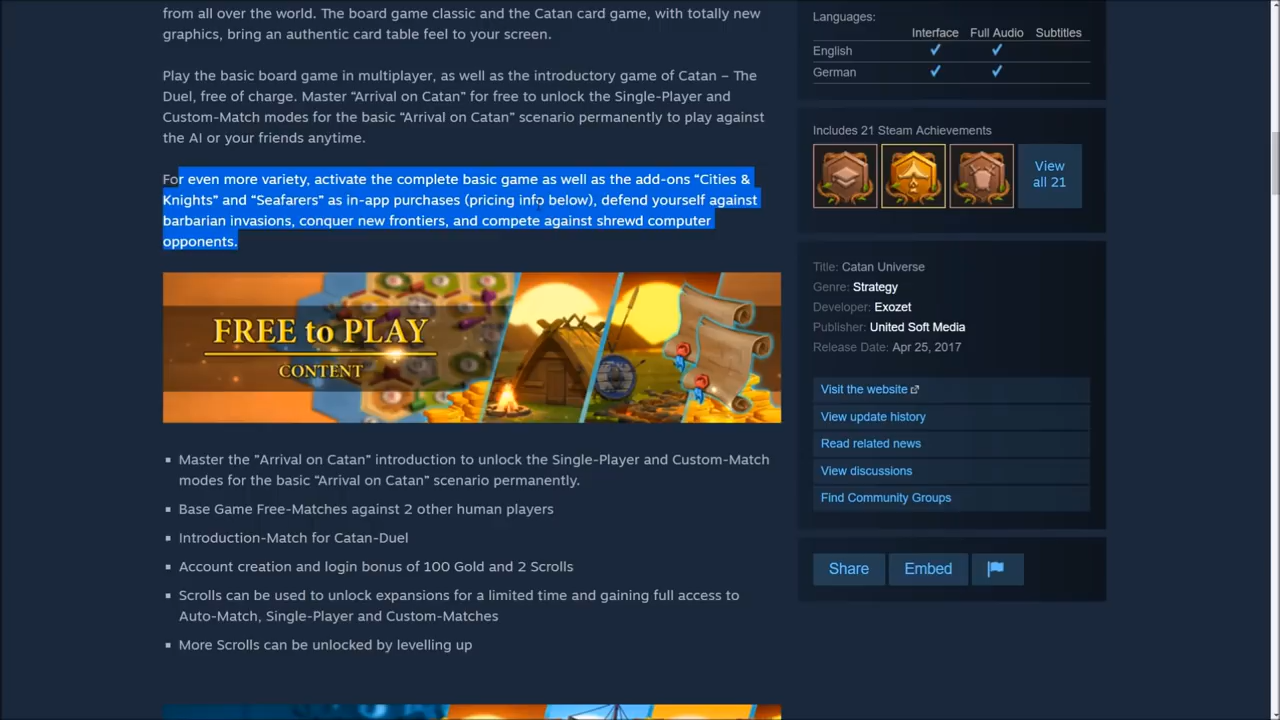 from all over the world. The board game classic and the Catan card game, with totally new
graphics, bring an authentic card table feel to your screen.
Play the basic board game in multiplayer, as well as the introductory game of Catan – The
Duel, free of charge. Master “Arrival on Catan” for free to unlock the Single-Player and
Custom-Match modes for the basic “Arrival on Catan” scenario permanently to play against
the AI or your friends anytime.
For even more variety, activate the complete basic game as well as the add-ons “Cities &
Knights” and “Seafarers” as in-app purchases (pricing info below), defend yourself against
barbarian invasions, conquer new frontiers, and compete against shrewd computer
opponents.
FREE to PLAY
CONTENT
Master the ”Arrival on Catan” introduction to unlock the Single-Player and Custom-Match
modes for the basic “Arrival on Catan” scenario permanently.
Base Game Free-Matches against 2 other human players
Introduction-Match for Catan-Duel
Account creation and login bonus of 100 Gold and 2 Scrolls
Scrolls can be used to unlock expansions for a limited time and gaining full access to
Auto-Match, Single-Player and Custom-Matches
More Scrolls can be unlocked by levelling up
Languages:
Interface Full Audio Subtitles
English ✔ ✔
German ✔ ✔
Includes 21 Steam Achievements
View
all 21
Title: Catan Universe
Genre: Strategy
Developer: Exozet
Publisher: United Soft Media
Release Date: Apr 25, 2017
Visit the website
View update history
Read related news
View discussions
Find Community Groups
Share Embed